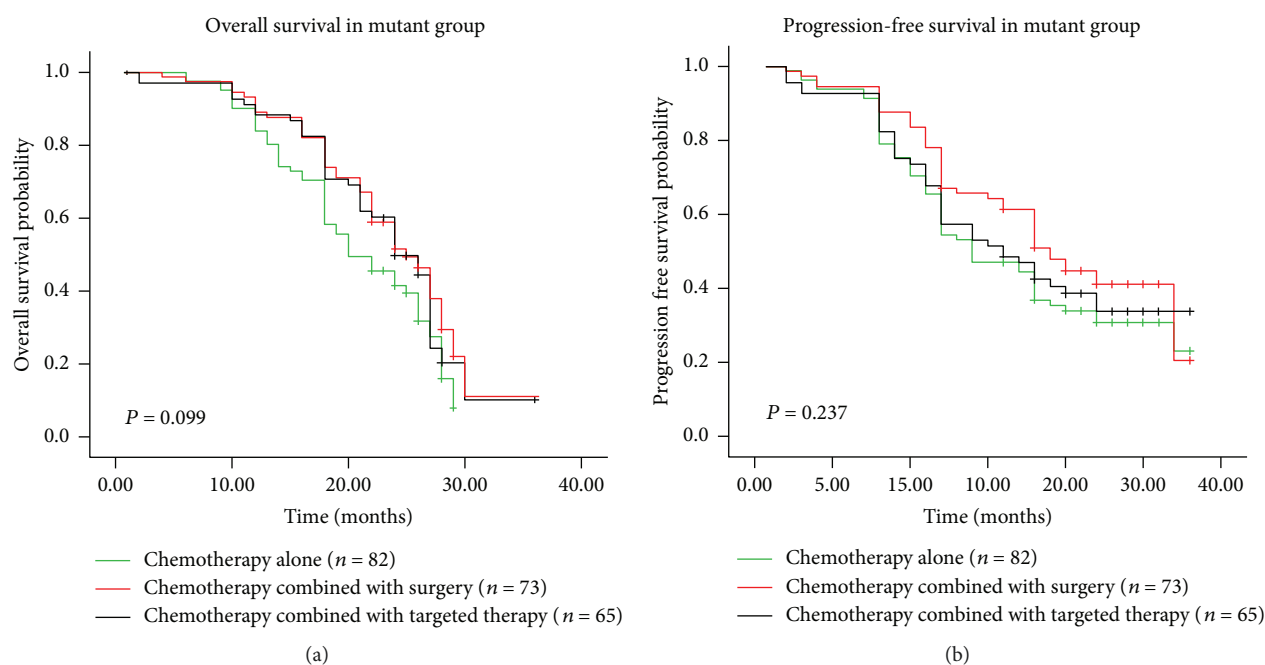 Overall survival in mutant group
Overall survival probability
1.0
0.8
0.6
0.4
0.2
0.0
P = 0.099
0.00 10.00 20.00 30.00 40.00
Time (months)
Chemotherapy alone (n = 82)
Chemotherapy combined with surgery (n = 73)
Chemotherapy combined with targeted therapy (n = 65)
(a)
Progression-free survival in mutant group
Progression free survival probability
1.0
0.8
0.6
0.4
0.2
0.0
P = 0.237
0.00 5.00 15.00 10.00 20.00 30.00 40.00
Time (months)
Chemotherapy alone (n = 82)
Chemotherapy combined with surgery (n = 73)
Chemotherapy combined with targeted therapy (n = 65)
(b)